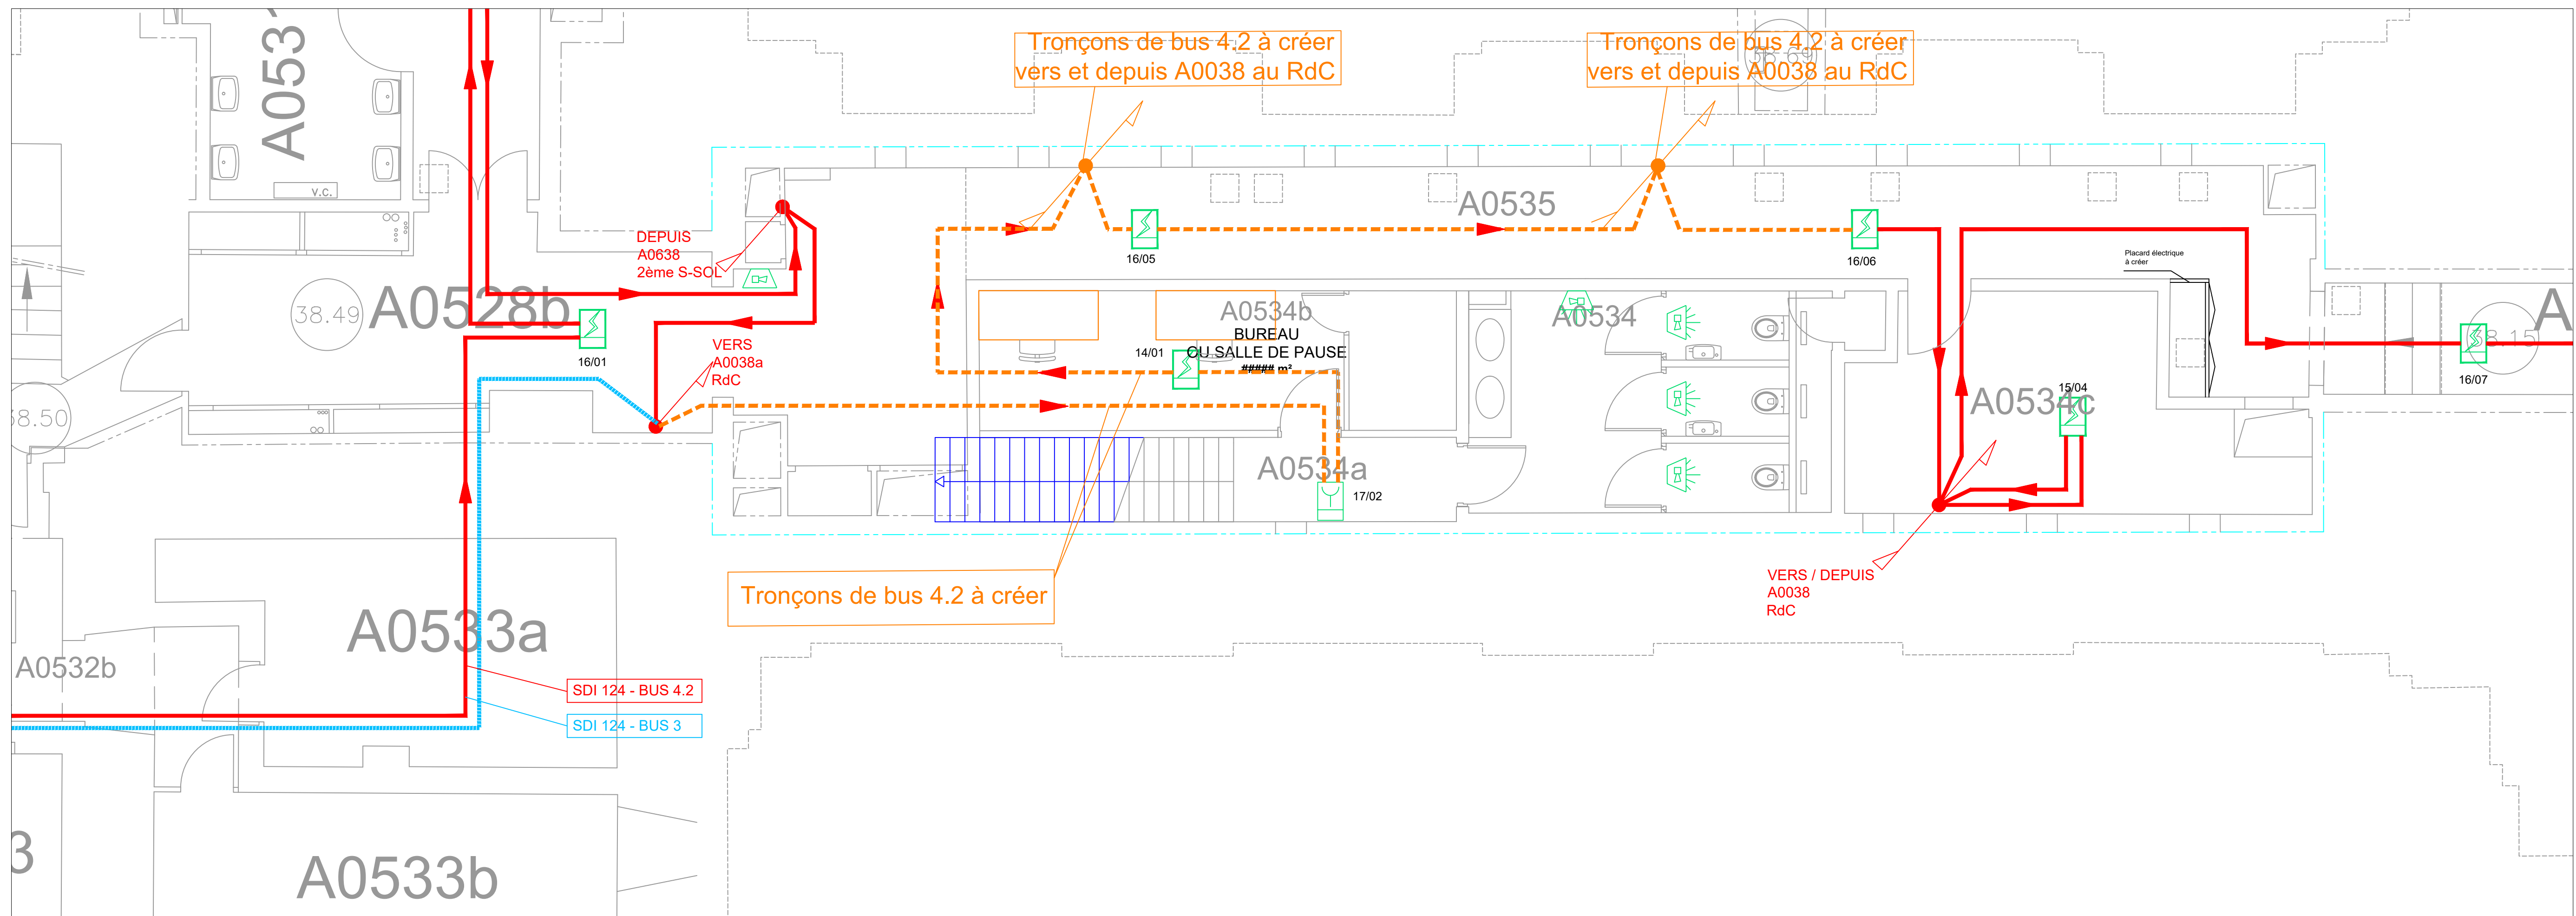 Tronçons de bus 4.2 à créer
vers et depuis A0038 au RdC
Tronçons de bus 4.2 à créer
vers et depuis A0038 au RdC
A053
v.c.
A0535
DEPUIS
A0638
2ème S-SOL
16/05
16/06
Placard électrique
à créer
38.49
A0528b
16/01
VERS
A0038a
RdC
A0534b
BUREAU
OU SALLE DE PAUSE
##### m²
14/01
A0534
A
38.15
16/07
15/04
A0534c
38.50
A0534a
17/02
VERS / DEPUIS
A0038
RdC
Tronçons de bus 4.2 à créer
A0533a
A0532b
SDI 124 - BUS 4.2
SDI 124 - BUS 3
3
A0533b